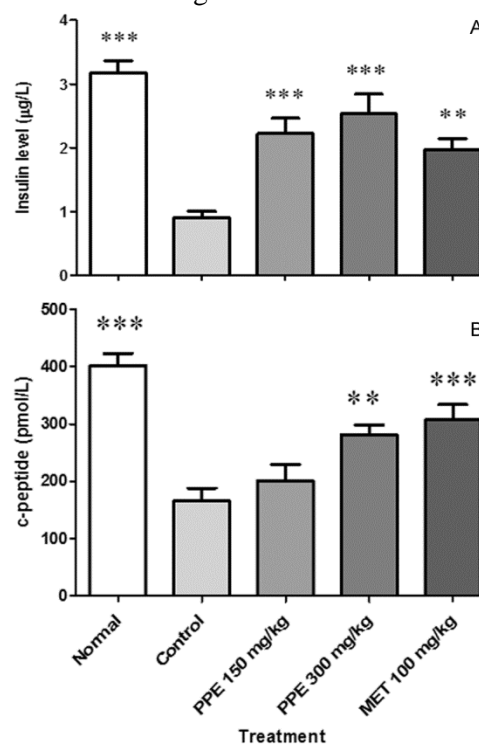 A
***
***
***
**
Insulin level (µg/L)
4
3
2
1
0
B
***
**
***
c-peptide (pmol/L)
500
400
300
200
100
0
Normal
Control
PPE 150 mg/kg
PPE 300 mg/kg
MET 100 mg/kg
Treatment